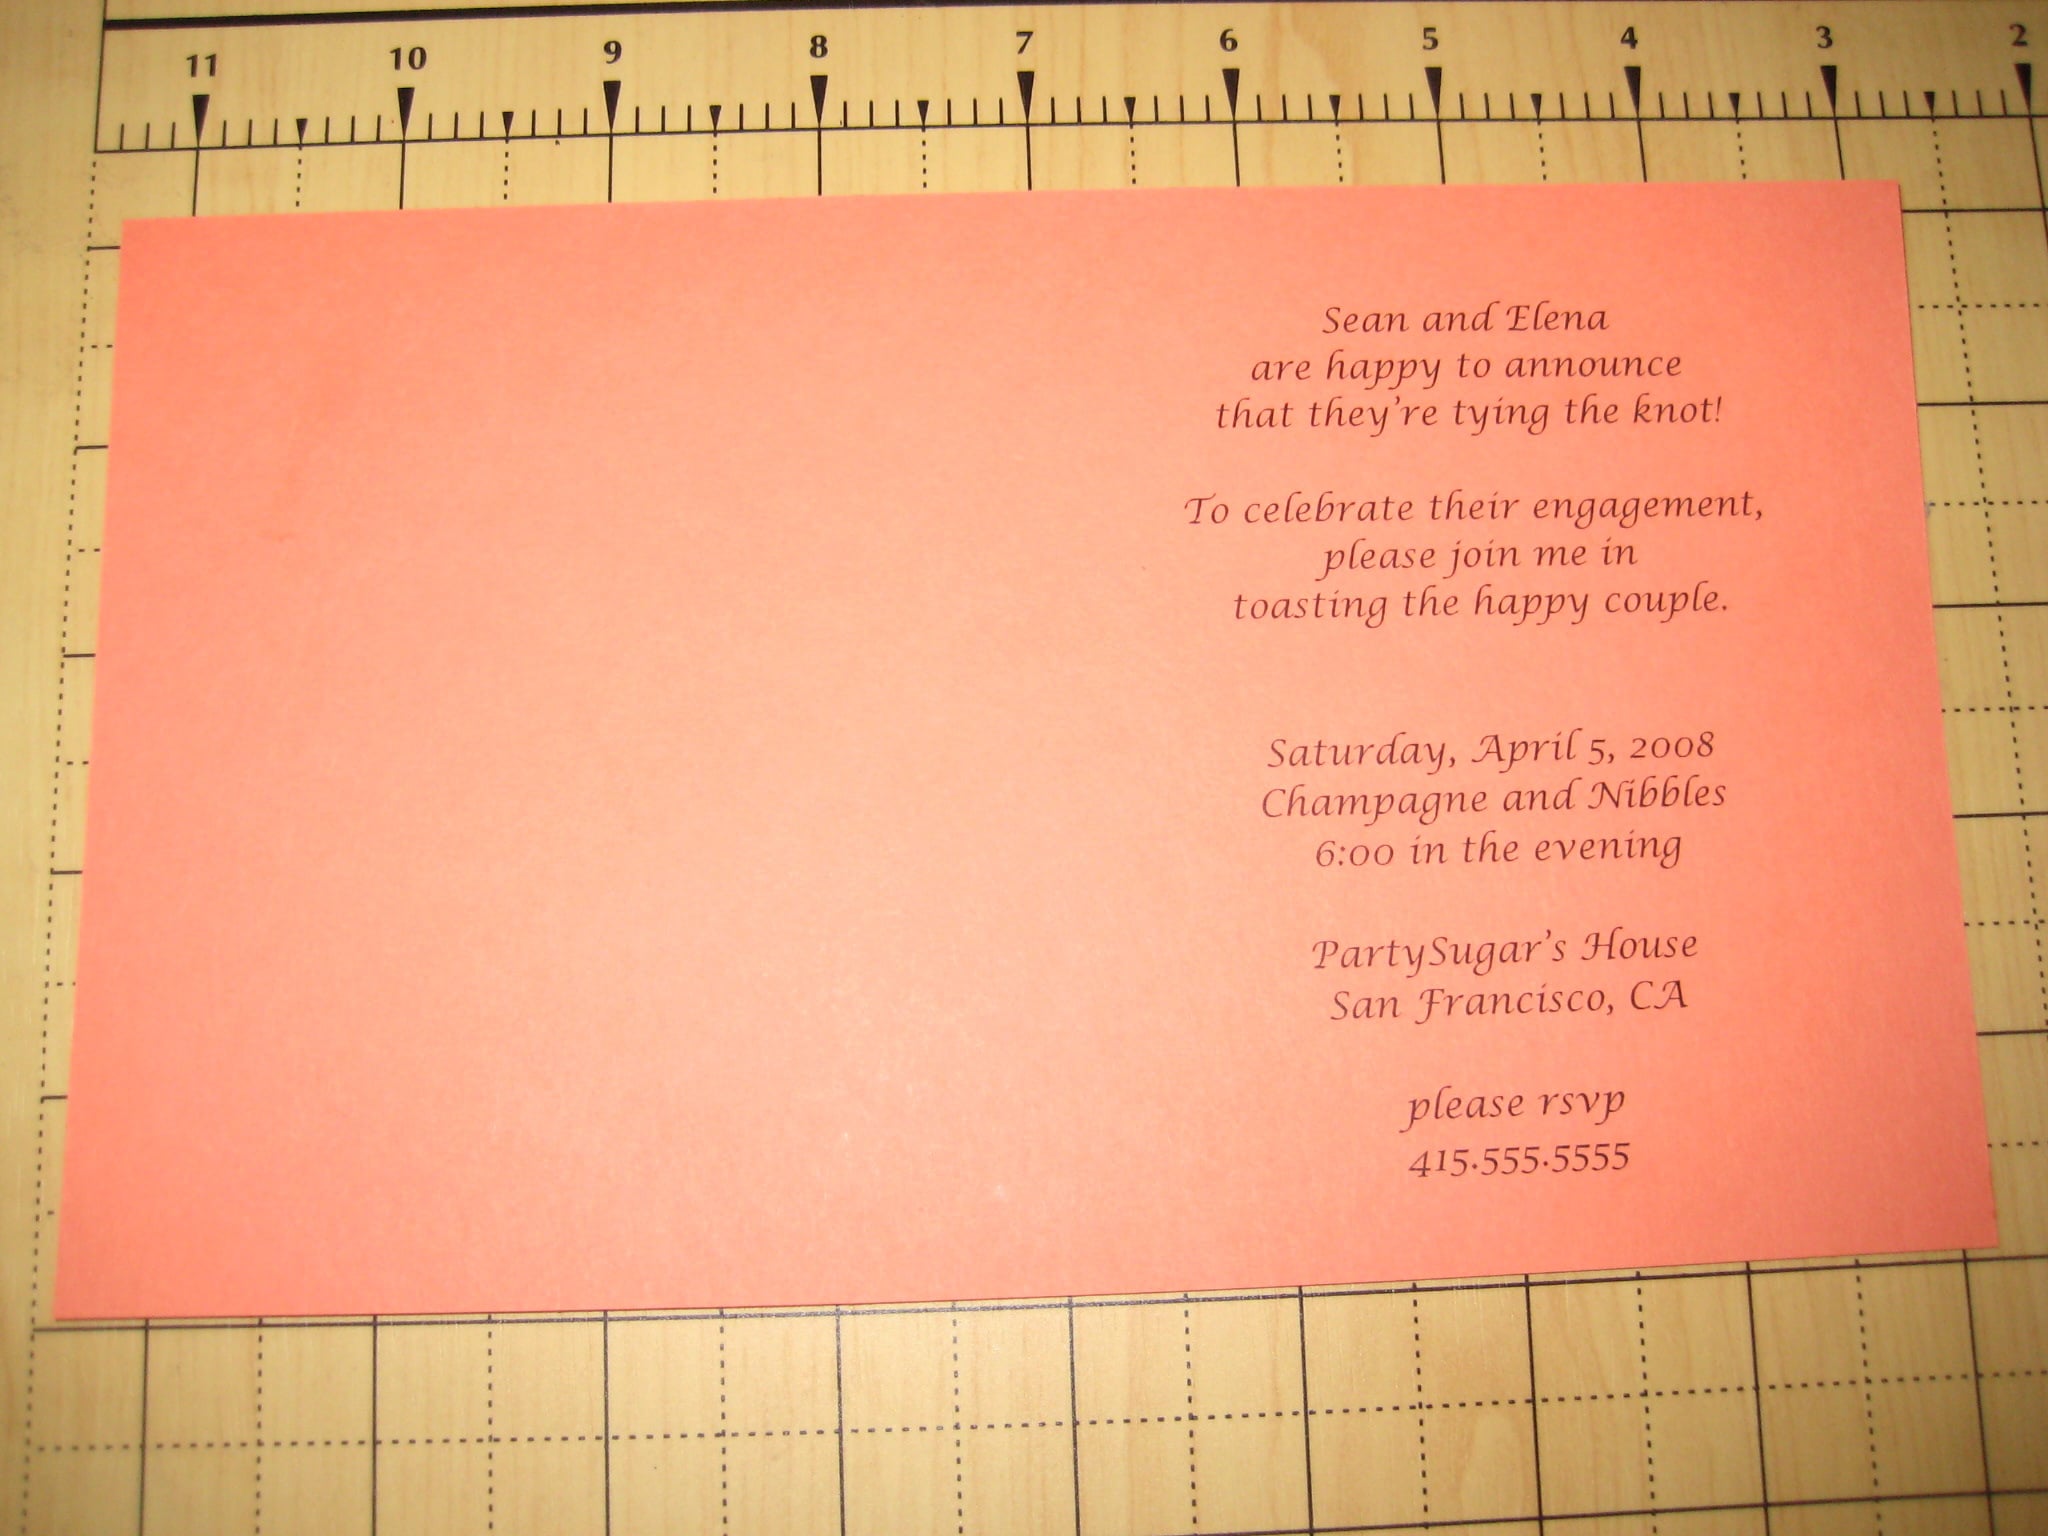 11 10 9 8 7 6 5 4 3 2
Sean and Elena
are happy to announce
that they're tying the knot!
To celebrate their engagement,
please join me in
toasting the happy couple.
Saturday, April 5, 2008
Champagne and Nibbles
6:00 in the evening
PartySugar's House
San Francisco, CA
please rsvp
415.555.5555